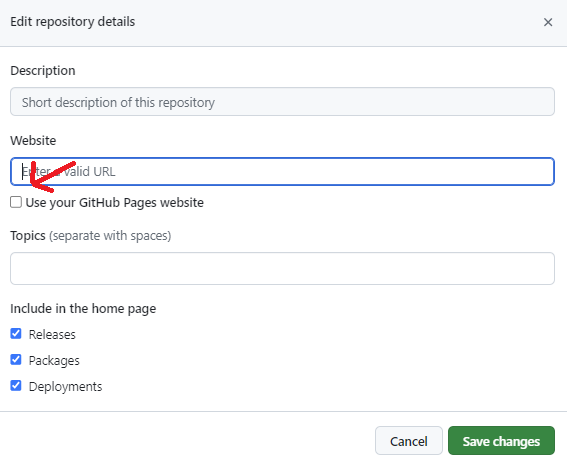 Edit repository details
Description
Short description of this repository
Website
Enter a valid URL
Use your GitHub Pages website
Topics (separate with spaces)
Include in the home page
Releases
Packages
Deployments
Cancel Save changes